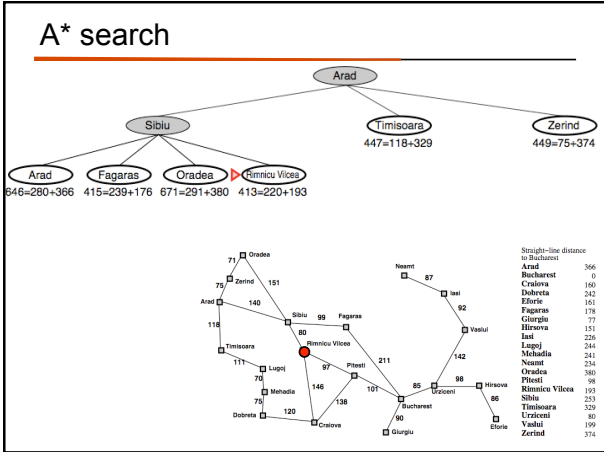 A* search
Arad
Sibiu
Timisoara
Zerind
447=118+329
449=75+374
Arad
Fagaras
Oradea
Rimnicu Vilcea
646=280+366
415=239+176
671=291+380
413=220+193
Straight-line distance
to Bucharest
Arad 366
Bucharest 0
Craiova 160
Dobreta 242
Eforie 161
Fagaras 178
Giurgiu 77
Hirsova 151
Iasi 226
Lugoj 244
Mehadia 241
Neamt 234
Oradea 380
Pitesti 98
Rimnicu Vilcea 193
Sibiu 253
Timisoara 329
Urziceni 80
Vaslui 199
Zerind 374
Oradea
71
Neamt
87
Zerind
151
75
Iasi
Arad
140
92
Sibiu
99
Fagaras
118
80
Vaslui
Rimnicu Vilcea
Timisoara
111
Lugoj
97
Pitesti
211
142
70
98
Hirsova
Mehadia
146
101
85
Urziceni
75
138
86
Bucharest
120
90
Dobreta
Craiova
Eforie
Giurgiu